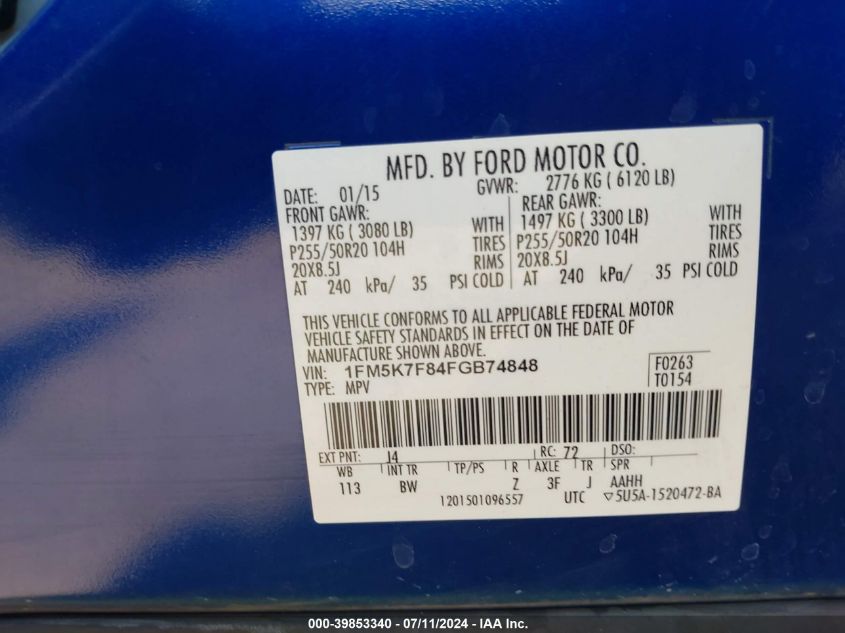 MFD. BY FORD MOTOR CO.
DATE: 01/15 GVWR: 2776 KG ( 6120 LB)
FRONT GAWR: REAR GAWR:
1397 KG ( 3080 LB) WITH 1497 KG ( 3300 LB) WITH
P255/50R20 104H TIRES P255/50R20 104H TIRES
20X8.5J RIMS 20X8.5J RIMS
AT 240 kPa/ 35 PSI COLD AT 240 kPa/ 35 PSI COLD
THIS VEHICLE CONFORMS TO ALL APPLICABLE FEDERAL MOTOR
VEHICLE SAFETY STANDARDS IN EFFECT ON THE DATE OF
MANUFACTURE SHOWN ABOVE.
VIN: 1FM5K7F84FGB74848 F0263
TYPE: MPV T0154
EXT PNT: J4 RC: 72 DSO:
WB INT TR TP/PS R AXLE TR SPR
113 BW Z 3F J AAHH
1201501096557 UTC ▽5U5A-1520472-BA
000-39853340 - 07/11/2024 - IAA Inc.